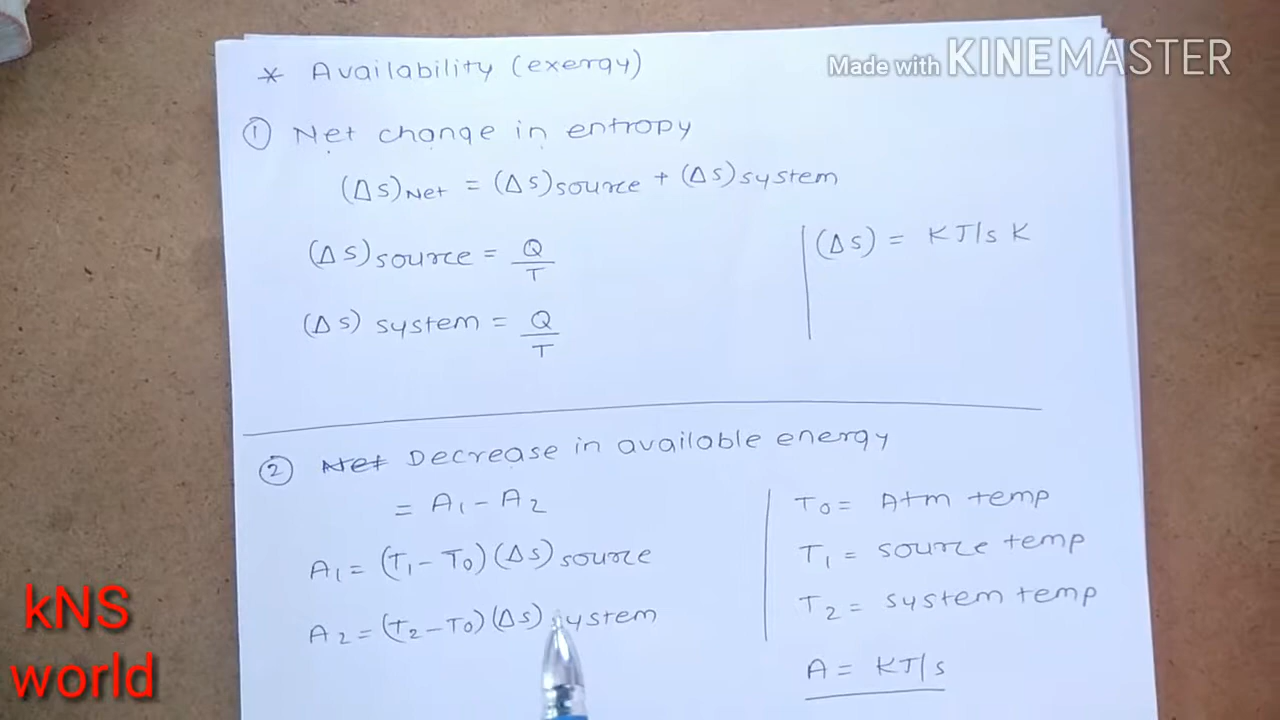 * Availability (exergy)
Made with KINEMASTER
① Net change in entropy
(Δs)Net = (Δs)source + (Δs)system
(Δs)source = Q/T
(Δs) = KJ/s K
(Δs) system = Q/T
② Net Decrease in available energy
= A₁ - A₂
A₁ = (T₁ - T₀) (Δs) source
A₂ = (T₂ - T₀) (Δs) system
T₀ = Atm temp
T₁ = source temp
T₂ = system temp
A = KJ/s
kNS
world